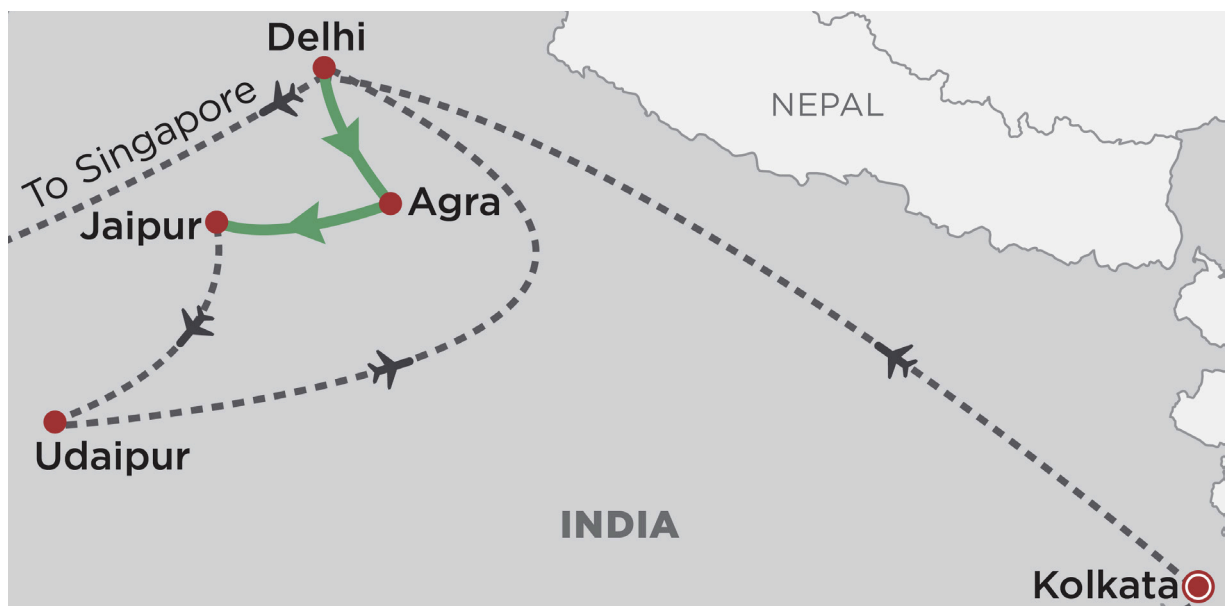 Delhi
NEPAL
To Singapore
Agra
Jaipur
Udaipur
INDIA
Kolkata